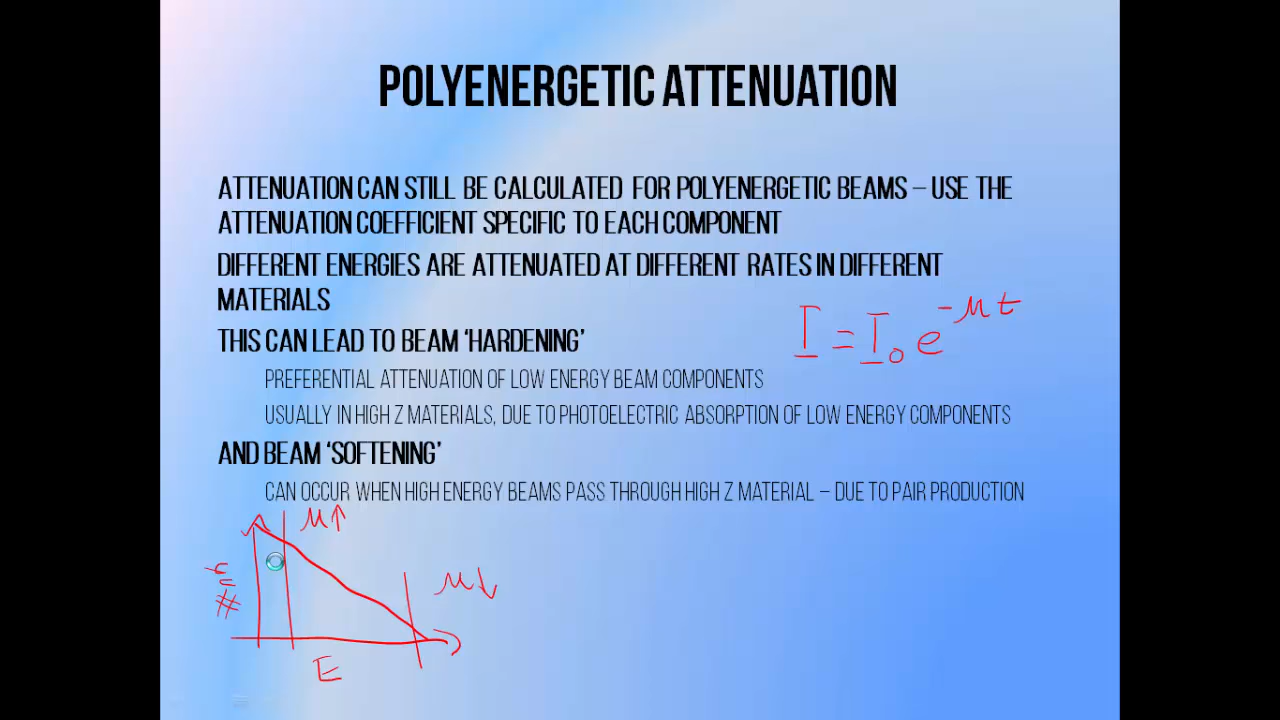 POLYENERGETIC ATTENUATION
ATTENUATION CAN STILL BE CALCULATED FOR POLYENERGETIC BEAMS – USE THE
ATTENUATION COEFFICIENT SPECIFIC TO EACH COMPONENT
DIFFERENT ENERGIES ARE ATTENUATED AT DIFFERENT RATES IN DIFFERENT
MATERIALS
I = I₀ e^{-μt}
THIS CAN LEAD TO BEAM ‘HARDENING’
PREFERENTIAL ATTENUATION OF LOW ENERGY BEAM COMPONENTS
USUALLY IN HIGH Z MATERIALS, DUE TO PHOTOELECTRIC ABSORPTION OF LOW ENERGY COMPONENTS
AND BEAM ‘SOFTENING’
CAN OCCUR WHEN HIGH ENERGY BEAMS PASS THROUGH HIGH Z MATERIAL – DUE TO PAIR PRODUCTION
μ↑
μ↓
E